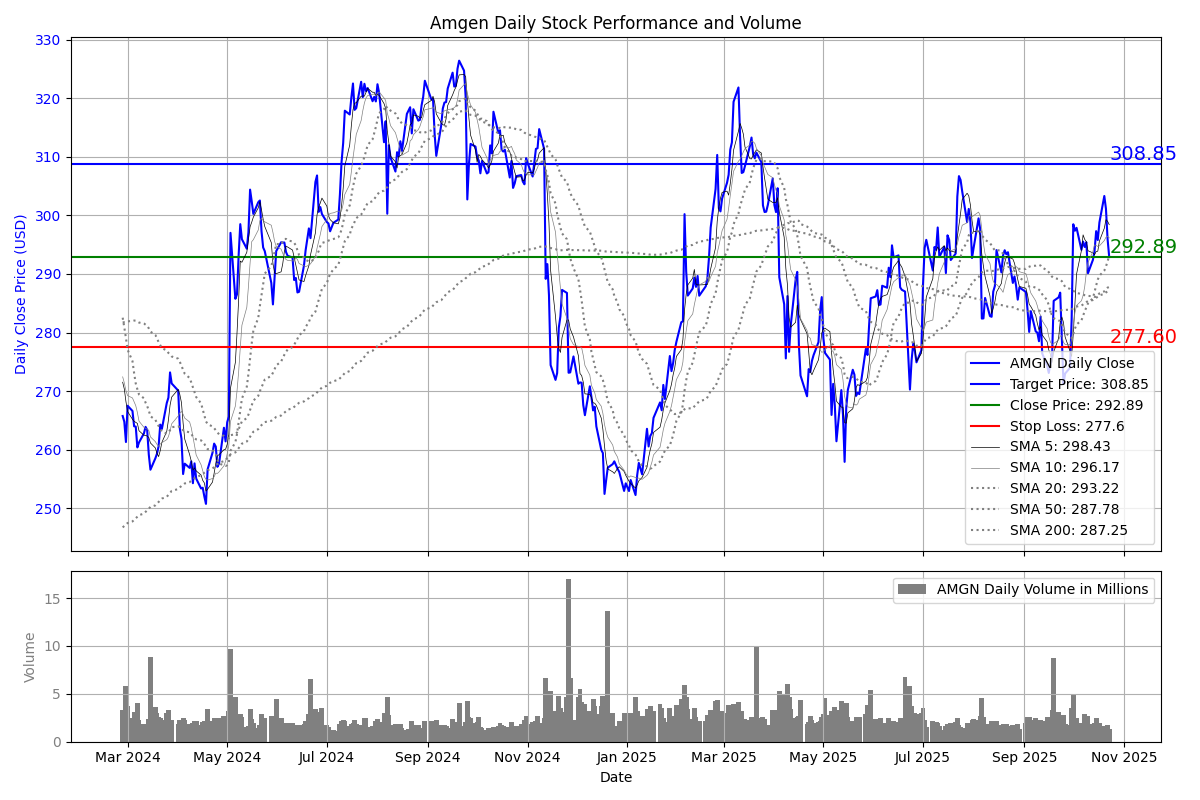 Amgen Daily Stock Performance and Volume
330
320
310
300
290
280
270
260
250
Daily Close Price (USD)
308.85
292.89
277.60
AMGN Daily Close
Target Price: 308.85
Close Price: 292.89
Stop Loss: 277.6
SMA 5: 298.43
SMA 10: 296.17
SMA 20: 293.22
SMA 50: 287.78
SMA 200: 287.25
15
10
5
0
Volume
AMGN Daily Volume in Millions
Mar 2024
May 2024
Jul 2024
Sep 2024
Nov 2024
Jan 2025
Mar 2025
May 2025
Jul 2025
Sep 2025
Nov 2025
Date